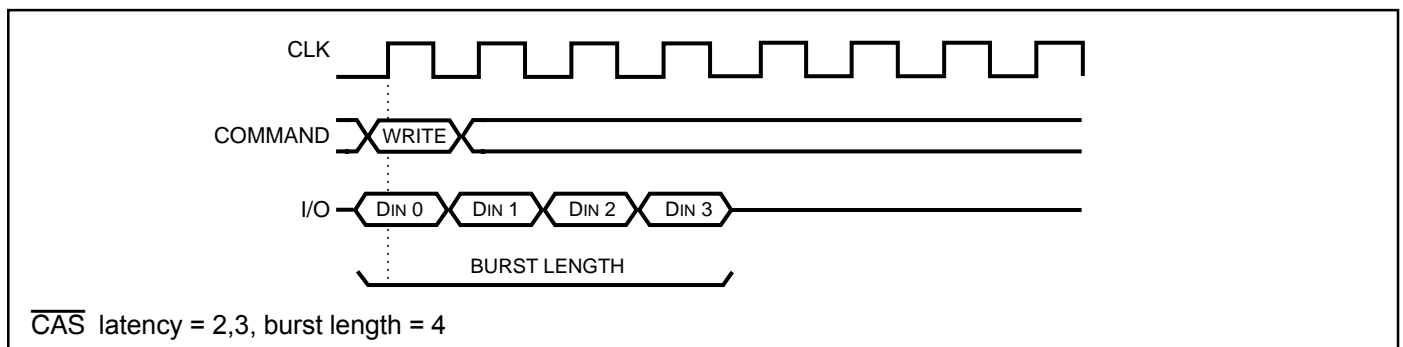 CLK
COMMAND WRITE
I/O DIN 0 DIN 1 DIN 2 DIN 3
BURST LENGTH
C̅A̅S̅ latency = 2,3, burst length = 4